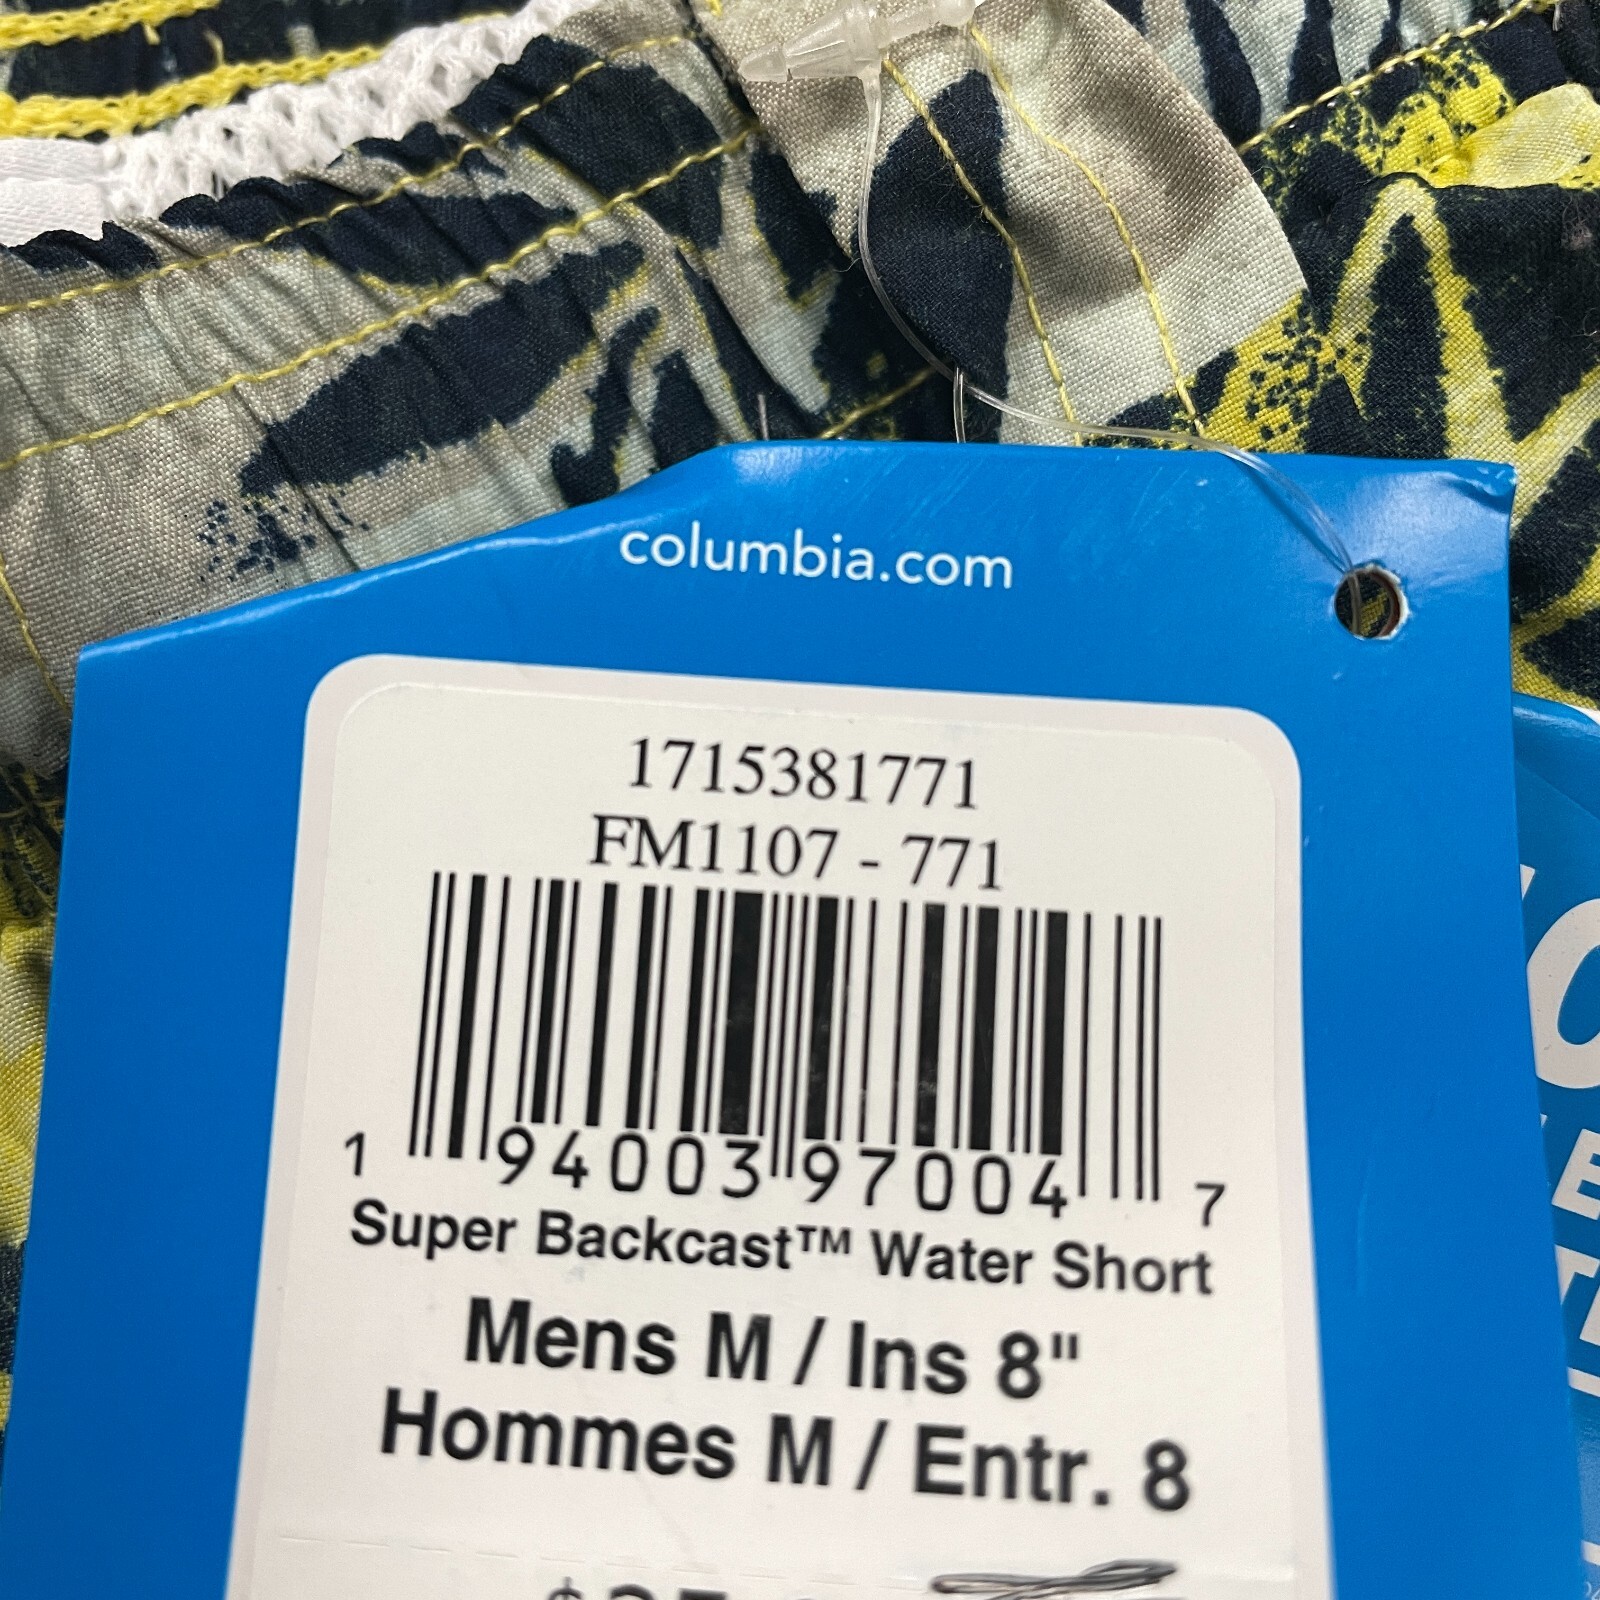 columbia.com
1715381771
FM1107 - 771
1 94003 97004 7
Super Backcast™ Water Short
Mens M / Ins 8"
Hommes M / Entr. 8